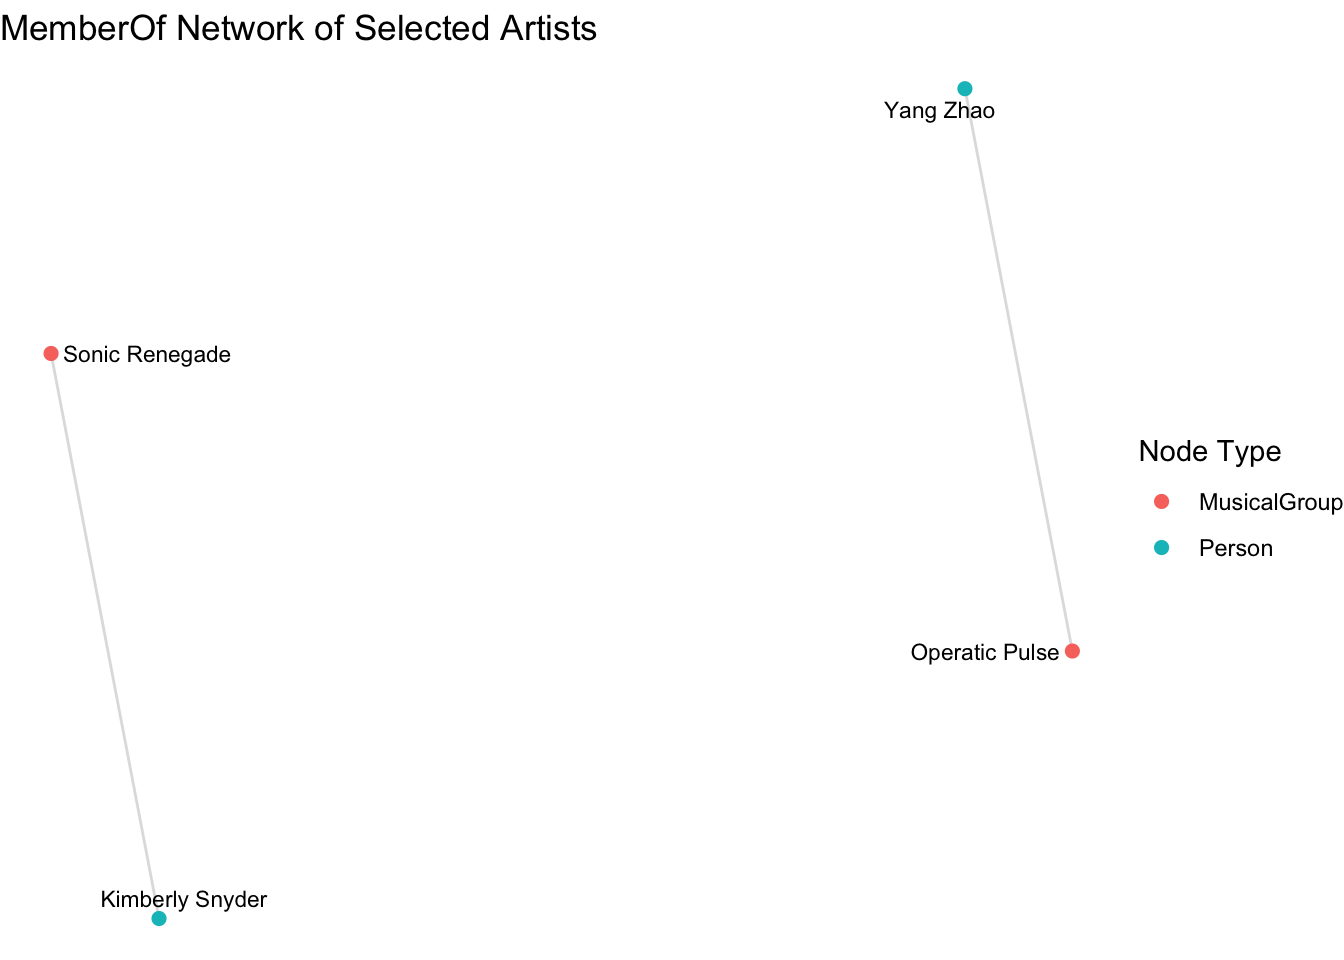 MemberOf Network of Selected Artists
Yang Zhao
Sonic Renegade
Node Type
MusicalGroup
Person
Operatic Pulse
Kimberly Snyder